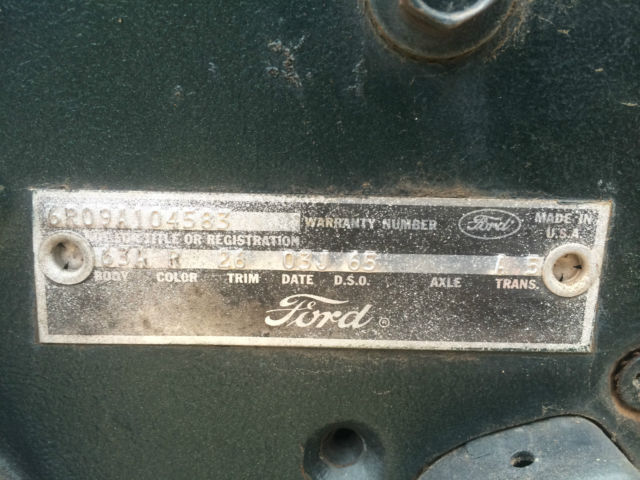 6R09A104583 WARRANTY NUMBER Ford MADE IN U.S.A
TITLE OR REGISTRATION
63A R 26 03J 65 A 5
BODY COLOR TRIM DATE D.S.O. AXLE TRANS.
Ford ®